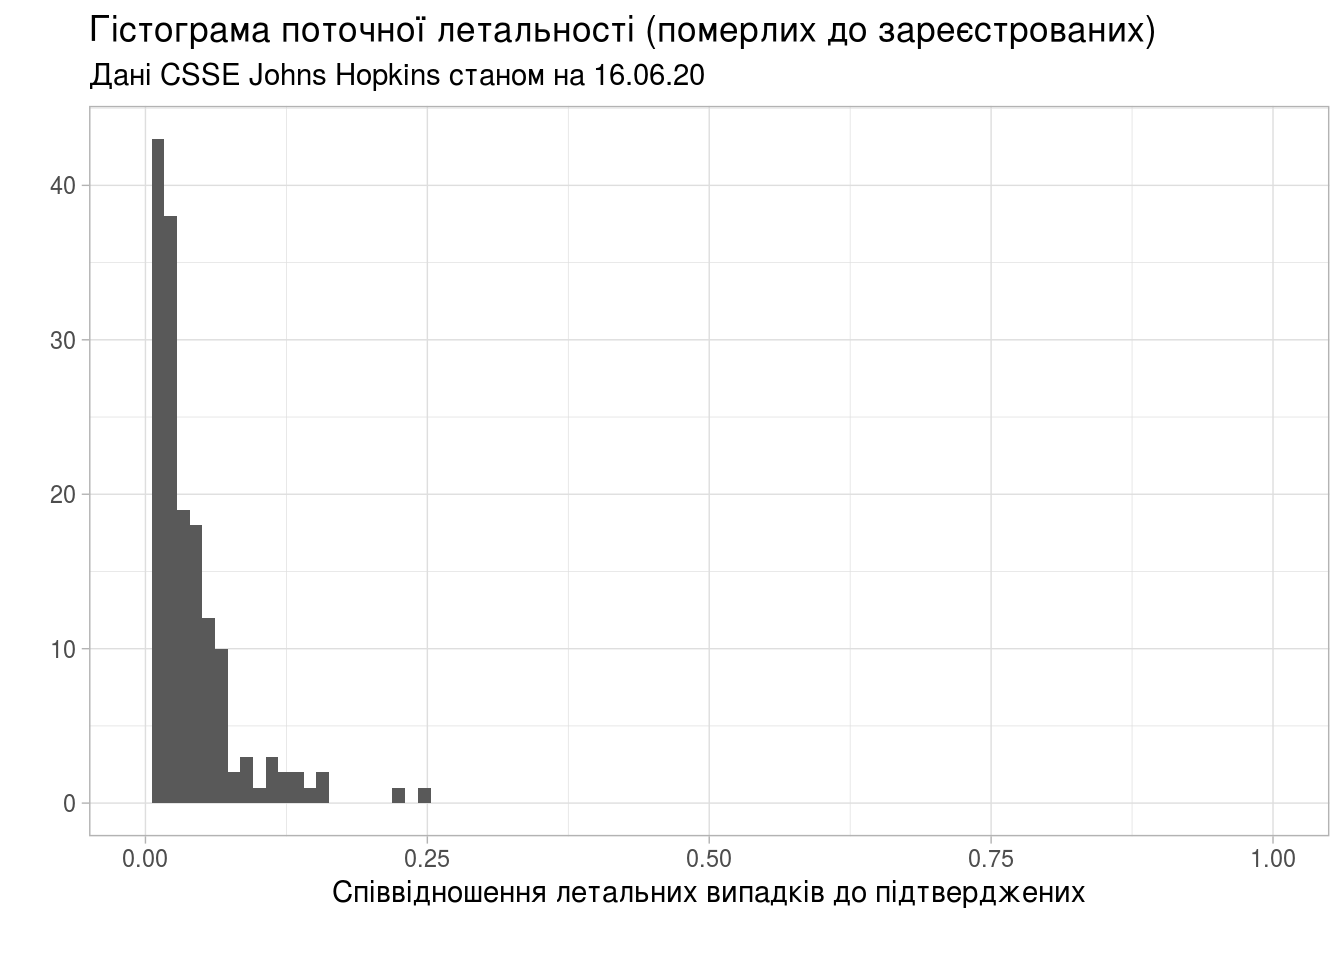 Гістограма поточної летальності (померлих до зареєстрованих)
Дані CSSE Johns Hopkins станом на 16.06.20
40
30
20
10
0
0.00 0.25 0.50 0.75 1.00
Співвідношення летальних випадків до підтверджених